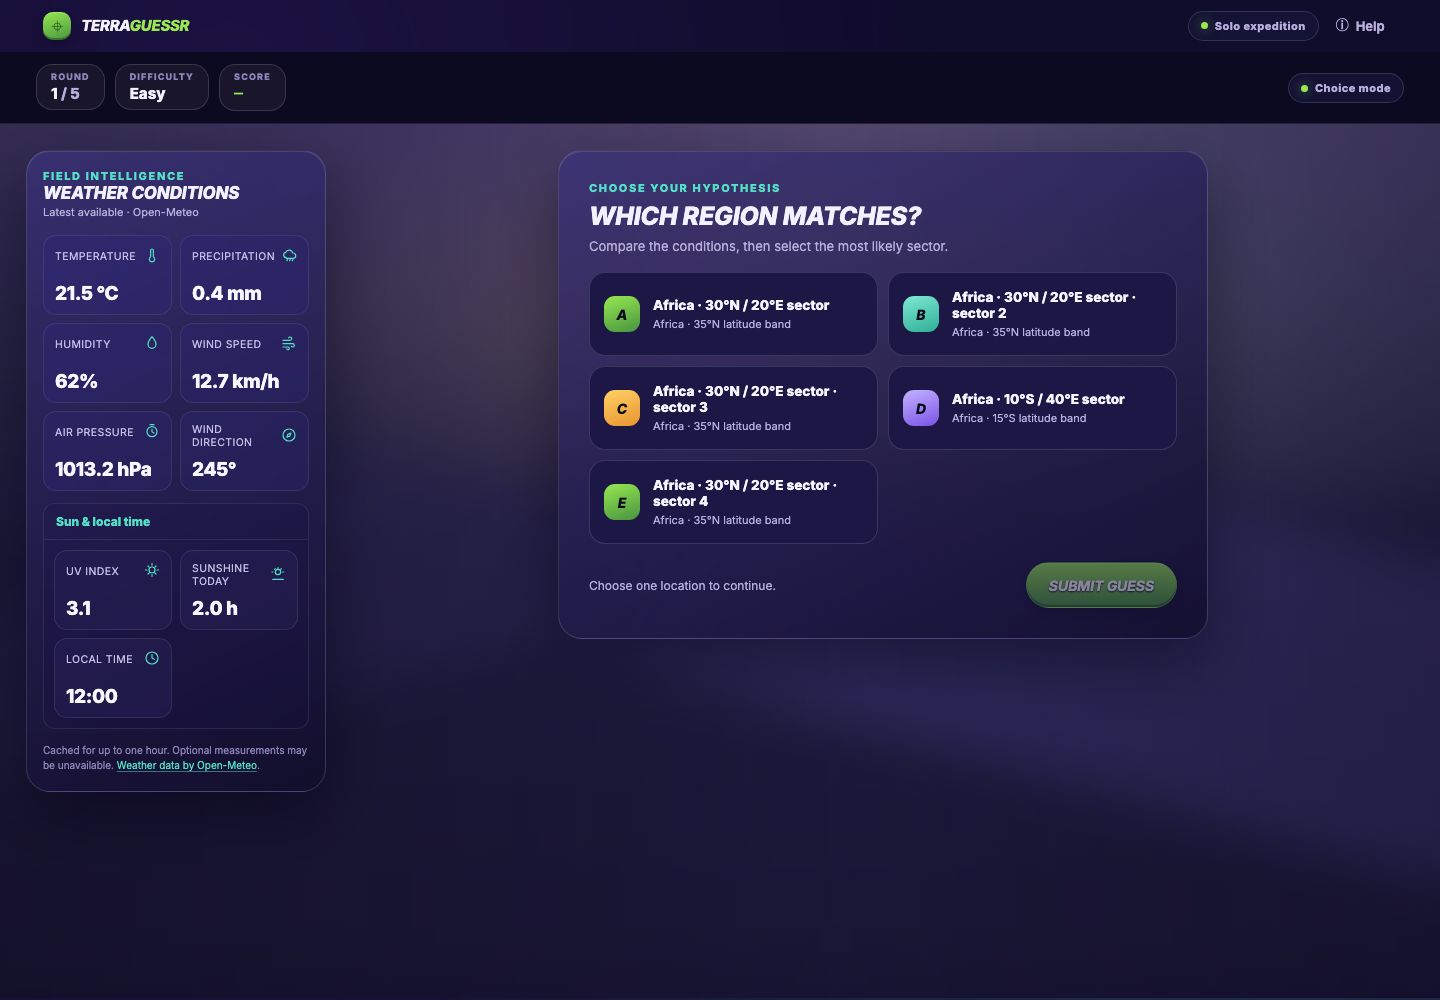 TERRAGUESSR
Solo expedition
Help
ROUND
1 / 5
DIFFICULTY
Easy
SCORE
–
Choice mode
FIELD INTELLIGENCE
WEATHER CONDITIONS
Latest available · Open-Meteo
TEMPERATURE
21.5 °C
PRECIPITATION
0.4 mm
HUMIDITY
62%
WIND SPEED
12.7 km/h
AIR PRESSURE
1013.2 hPa
WIND
DIRECTION
245°
Sun & local time
UV INDEX
3.1
SUNSHINE
TODAY
2.0 h
LOCAL TIME
12:00
Cached for up to one hour. Optional measurements may
be unavailable. Weather data by Open-Meteo.
CHOOSE YOUR HYPOTHESIS
WHICH REGION MATCHES?
Compare the conditions, then select the most likely sector.
A
Africa · 30°N / 20°E sector
Africa · 35°N latitude band
B
Africa · 30°N / 20°E sector ·
sector 2
Africa · 35°N latitude band
C
Africa · 30°N / 20°E sector ·
sector 3
Africa · 35°N latitude band
D
Africa · 10°S / 40°E sector
Africa · 15°S latitude band
E
Africa · 30°N / 20°E sector ·
sector 4
Africa · 35°N latitude band
Choose one location to continue.
SUBMIT GUESS